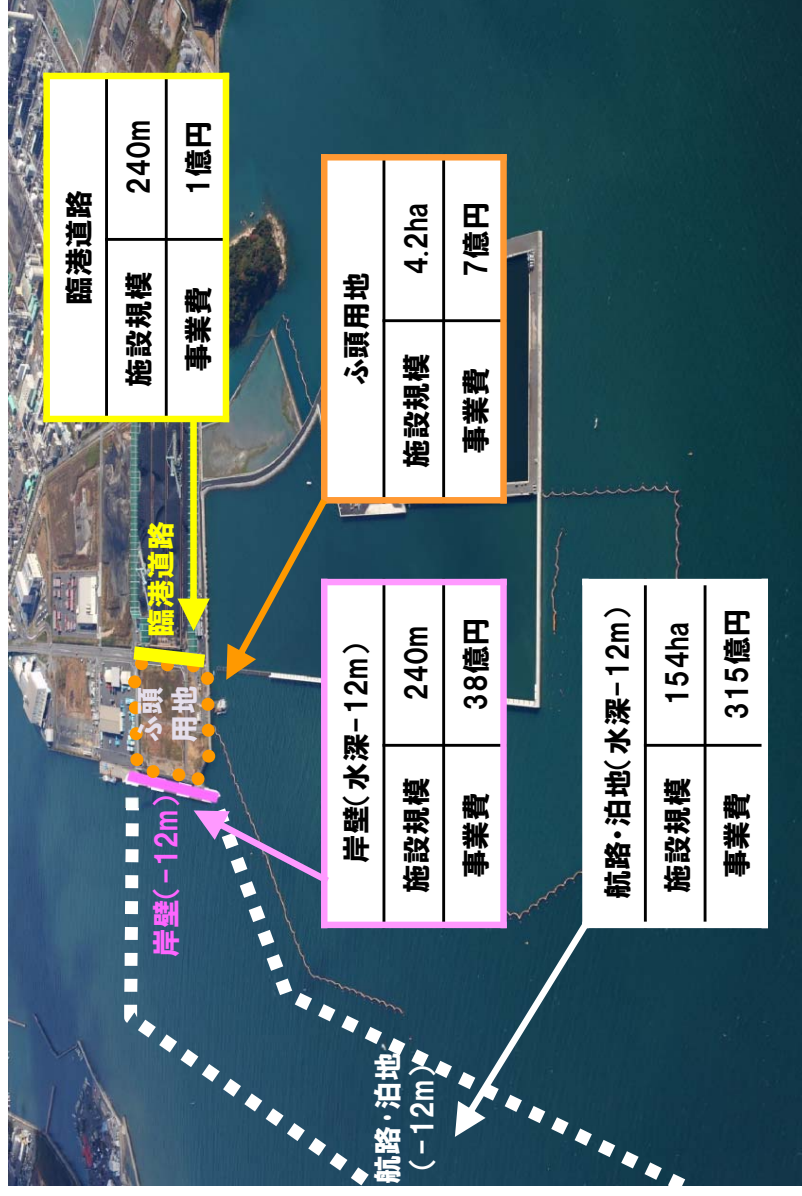 臨港道路
施設規模 240m
事業費 1億円
ふ頭用地
施設規模 4.2ha
事業費 7億円
岸壁(水深-12m)
施設規模 240m
事業費 38億円
航路・泊地(水深-12m)
施設規模 154ha
事業費 315億円
臨港道路
ふ頭
用地
岸壁(-12m)
航路・泊地
(-12m)